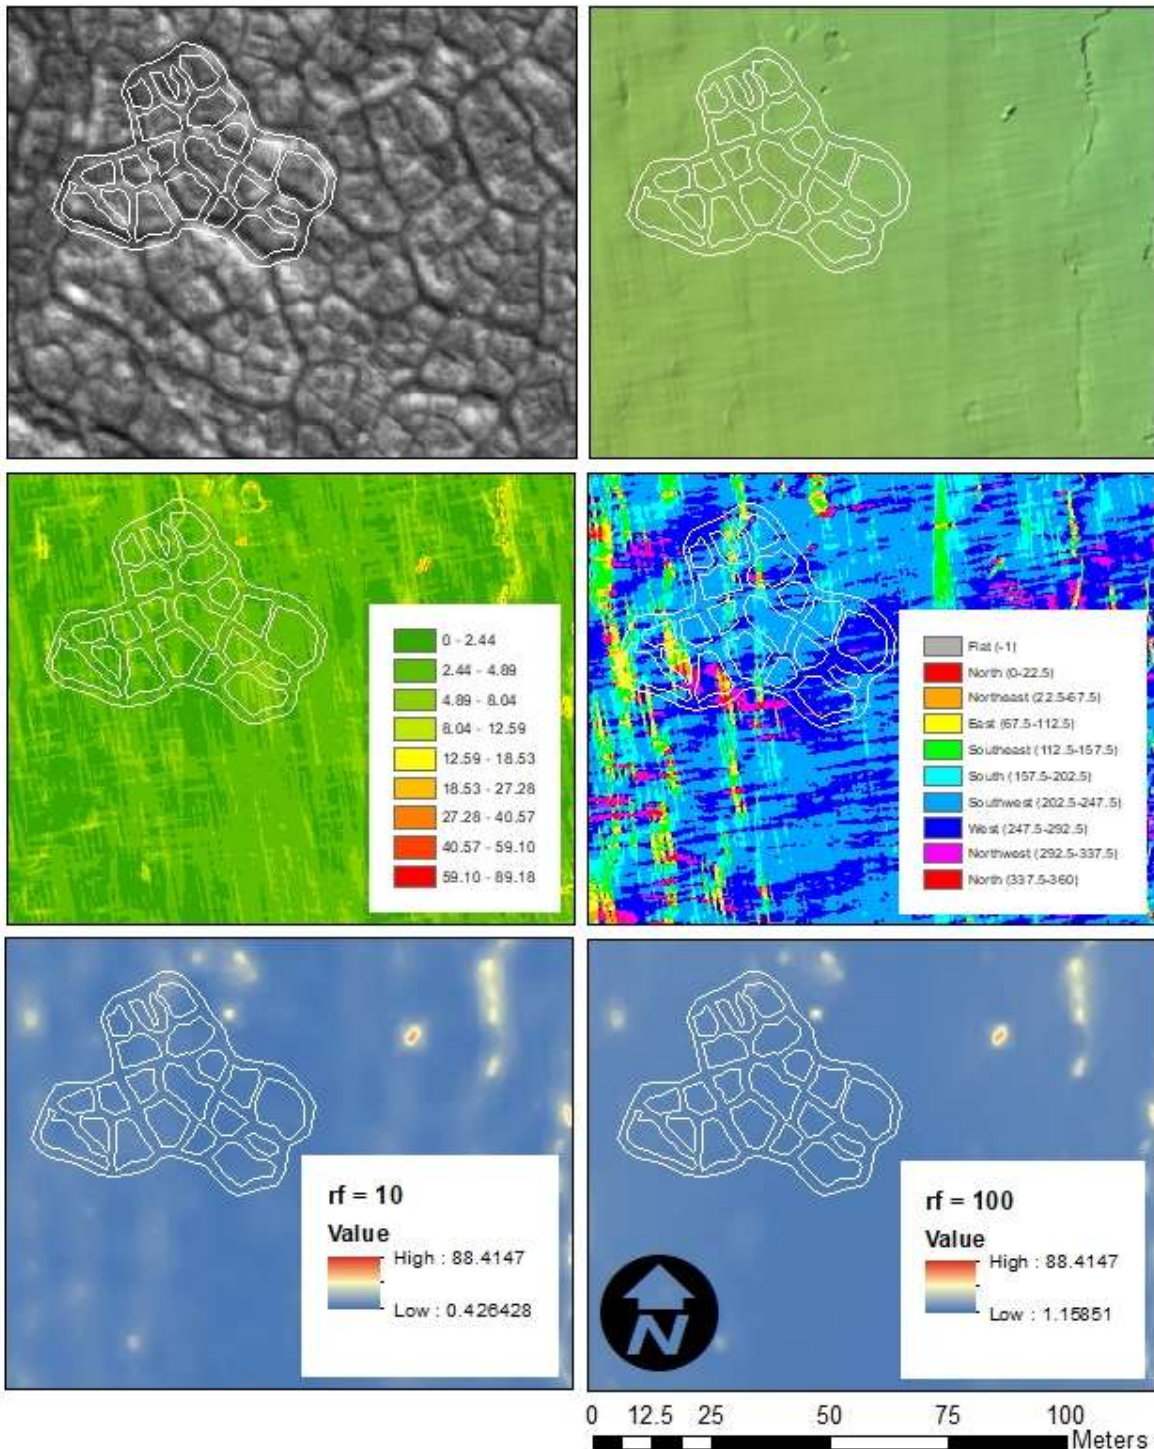 0 - 2.44
2.44 - 4.89
4.89 - 8.04
8.04 - 12.59
12.59 - 18.53
18.53 - 27.28
27.28 - 40.57
40.57 - 59.10
59.10 - 89.18
Flat (-1)
North (0-22.5)
Northeast (22.5-67.5)
East (67.5-112.5)
Southeast (112.5-157.5)
South (157.5-202.5)
Southwest (202.5-247.5)
West (247.5-292.5)
Northwest (292.5-337.5)
North (337.5-360)
rf = 10
Value
High : 88.4147
Low : 0.426428
rf = 100
Value
High : 88.4147
Low : 1.15851
N
0 12.5 25 50 75 100
Meters